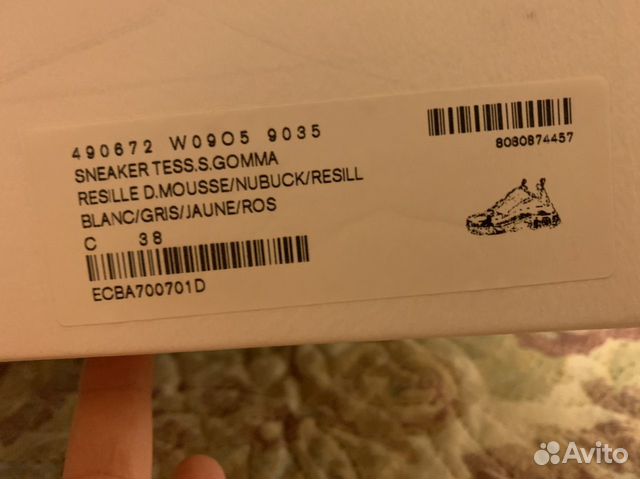 490672 W09O5 9035
SNEAKER TESS.S.GOMMA
RESILLE D.MOUSSE/NUBUCK/RESILL
BLANC/GRIS/JAUNE/ROS
C 38
ECBA700701D
8080874457
Avito